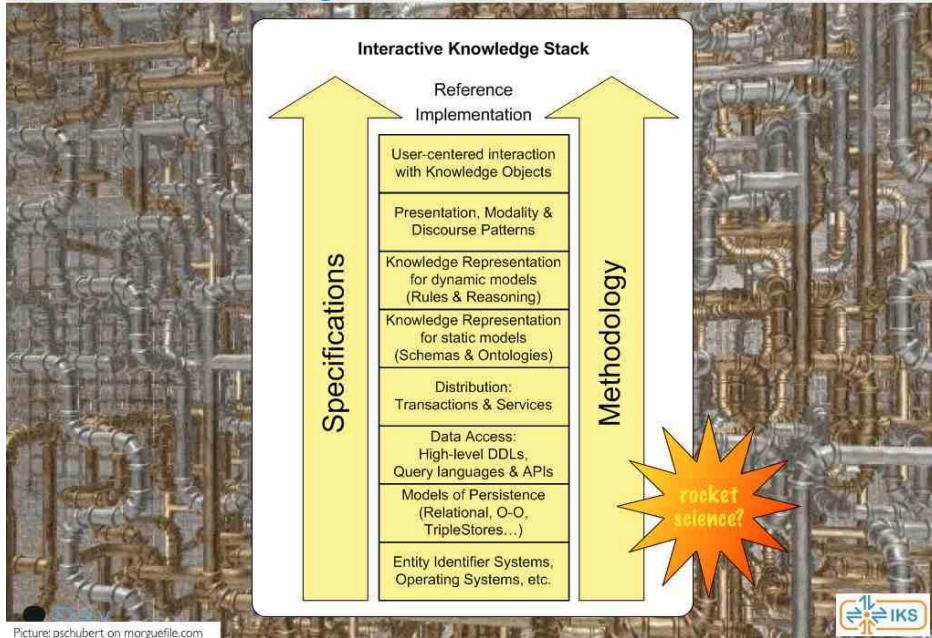 Interactive Knowledge Stack
Reference
Implementation
Specifications
Methodology
User-centered interaction
with Knowledge Objects
Presentation, Modality &
Discourse Patterns
Knowledge Representation
for dynamic models
(Rules & Reasoning)
Knowledge Representation
for static models
(Schemas & Ontologies)
Distribution:
Transactions & Services
Data Access:
High-level DDLs,
Query languages & APIs
Models of Persistence
(Relational, O-O,
TripleStores…)
Entity Identifier Systems,
Operating Systems, etc.
rocket
science?
IKS
Picture: pschubert on morguefile.com